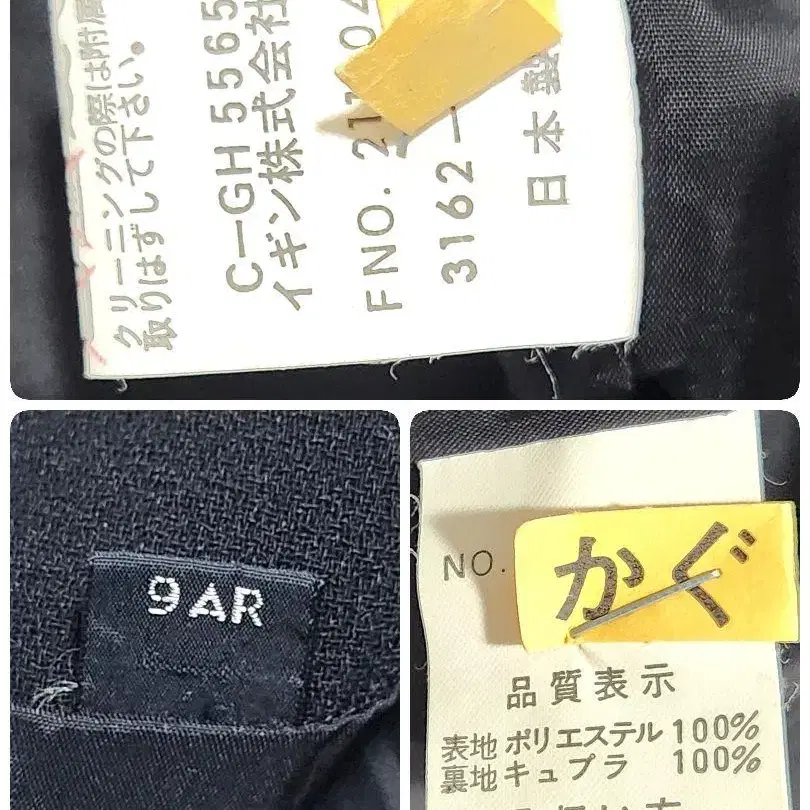 クリーニングの際は附属
取りはずして下さい。
C-GH 5565
イギン株式会社
FNO. 21
3162-
日本製
9AR
NO.
かぐ
品質表示
表地 ポリエステル 100%
裏地 キュプラ 100%